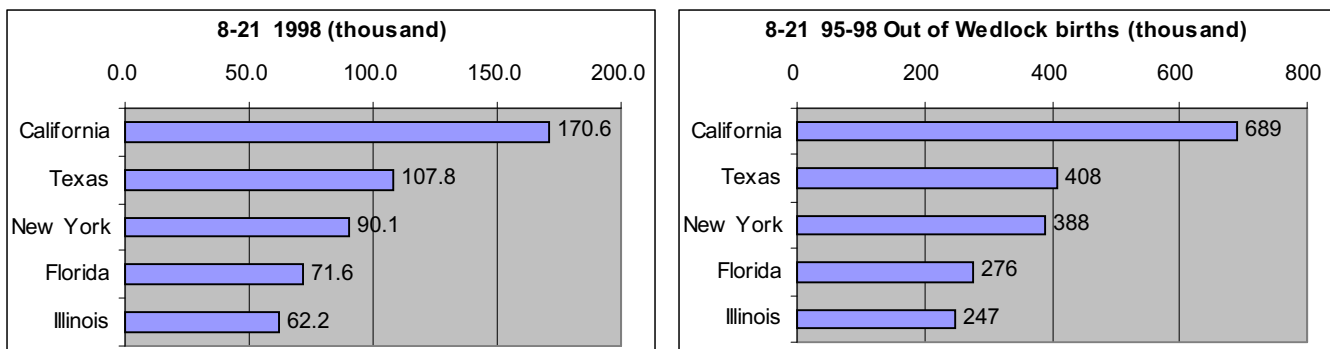 8-21 1998 (thousand)
0.0 50.0 100.0 150.0 200.0
California 170.6
Texas 107.8
New York 90.1
Florida 71.6
Illinois 62.2
8-21 95-98 Out of Wedlock births (thousand)
0 200 400 600 800
California 689
Texas 408
New York 388
Florida 276
Illinois 247